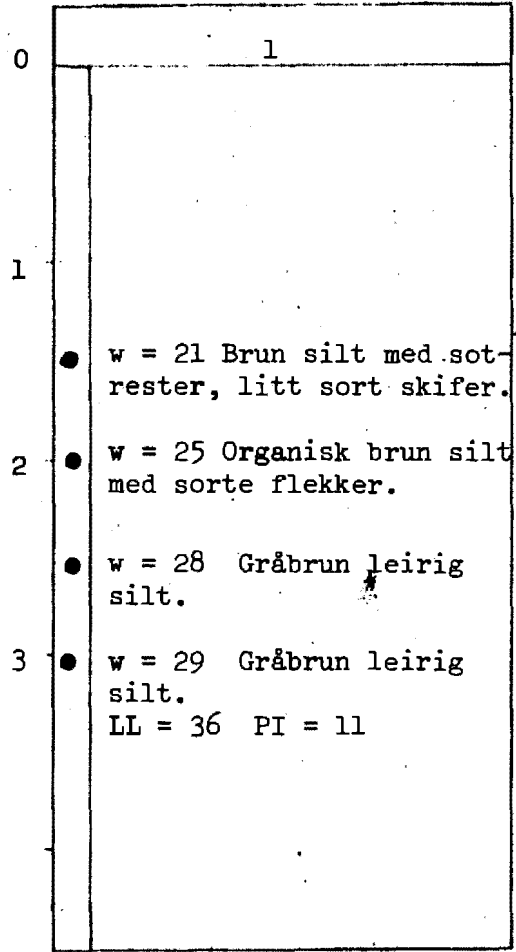 1
0
1
w = 21 Brun silt med sot-
rester, litt sort skifer.
2
w = 25 Organisk brun silt
med sorte flekker.
w = 28 Gråbrun leirig
silt.
3
w = 29 Gråbrun leirig
silt.
LL = 36 PI = 11